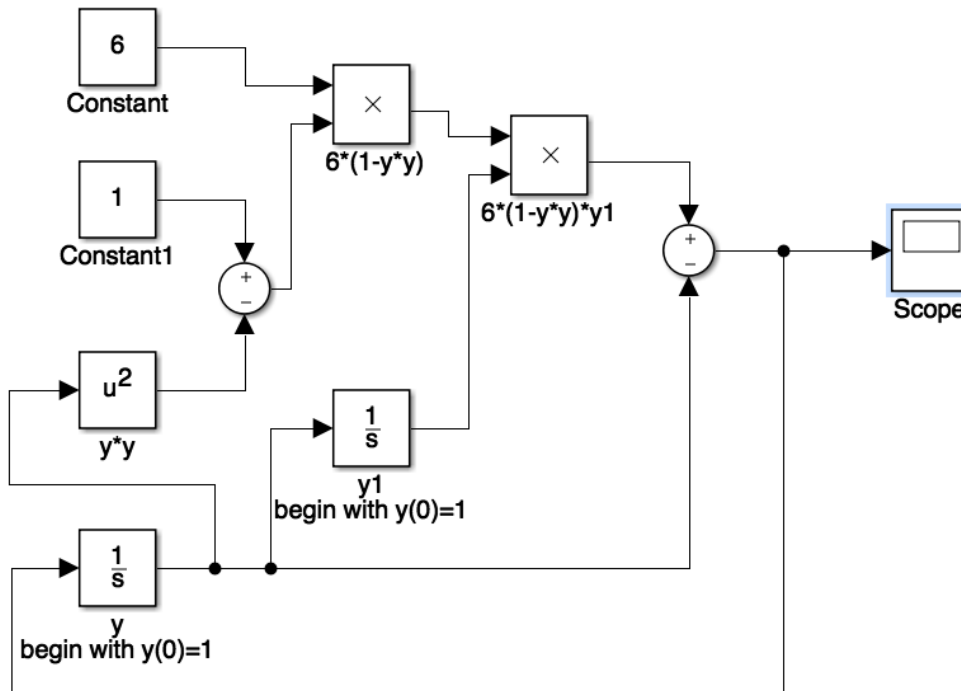 6
Constant
×
6*(1-y*y)
×
6*(1-y*y)*y1
1
Constant1
+
−
+
−
Scope
u²
y*y
1
s
y1
begin with y(0)=1
1
s
y
begin with y(0)=1